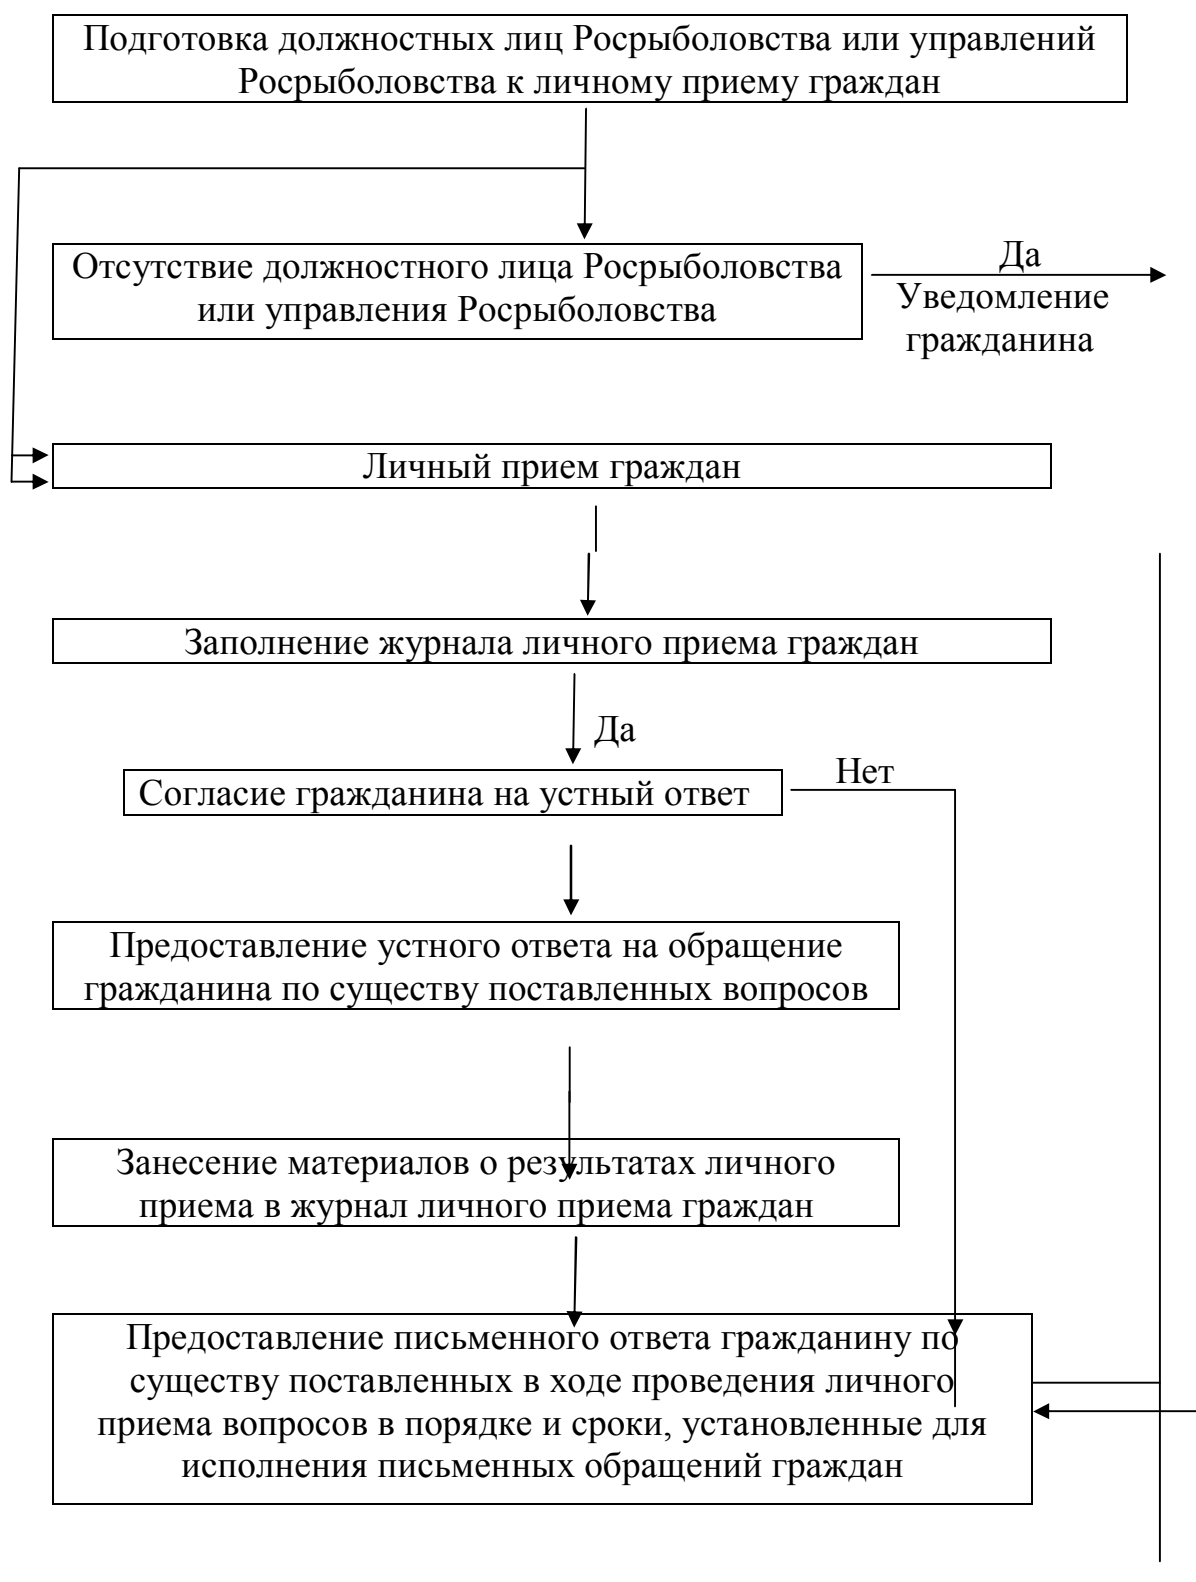 Подготовка должностных лиц Росрыболовства или управлений
Росрыболовства к личному приему граждан
Отсутствие должностного лица Росрыболовства
или управления Росрыболовства
Да
Уведомление
гражданина
Личный прием граждан
Заполнение журнала личного приема граждан
Да
Нет
Согласие гражданина на устный ответ
Предоставление устного ответа на обращение
гражданина по существу поставленных вопросов
Занесение материалов о результатах личного
приема в журнал личного приема граждан
Предоставление письменного ответа гражданину по
существу поставленных в ходе проведения личного
приема вопросов в порядке и сроки, установленные для
исполнения письменных обращений граждан